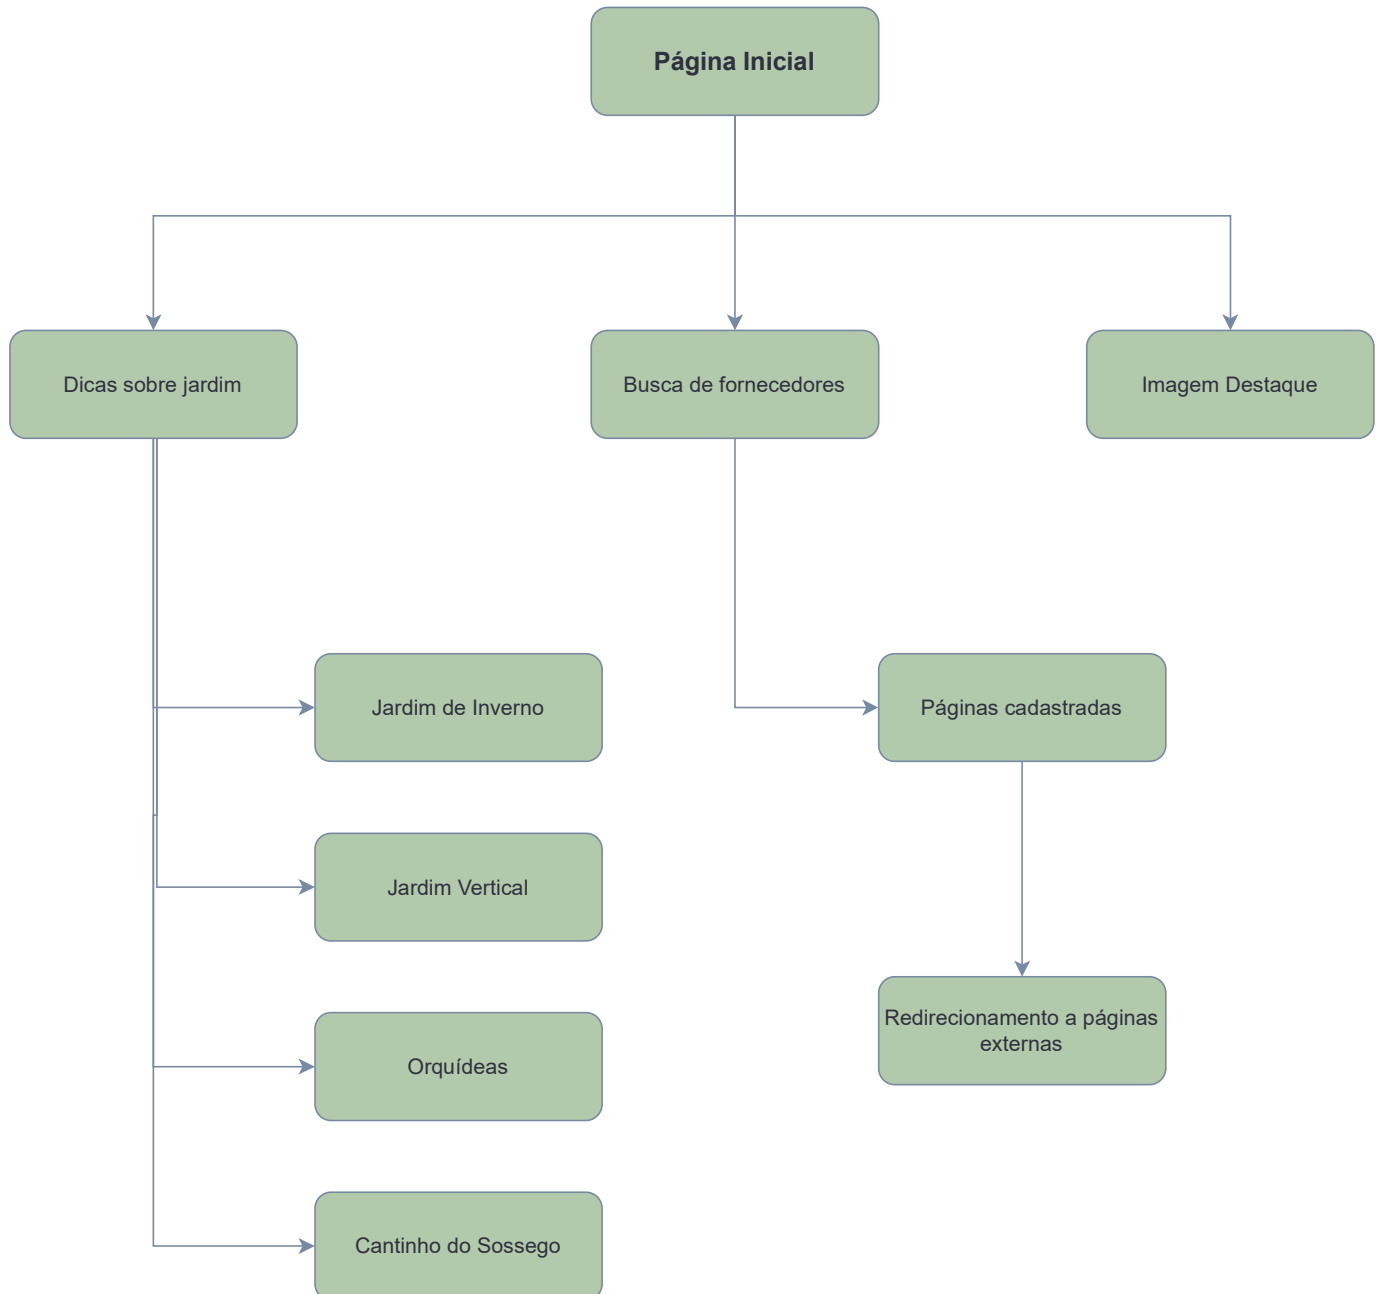 Página Inicial
Dicas sobre jardim
Busca de fornecedores
Imagem Destaque
Jardim de Inverno
Páginas cadastradas
Jardim Vertical
Redirecionamento a páginas
externas
Orquídeas
Cantinho do Sossego